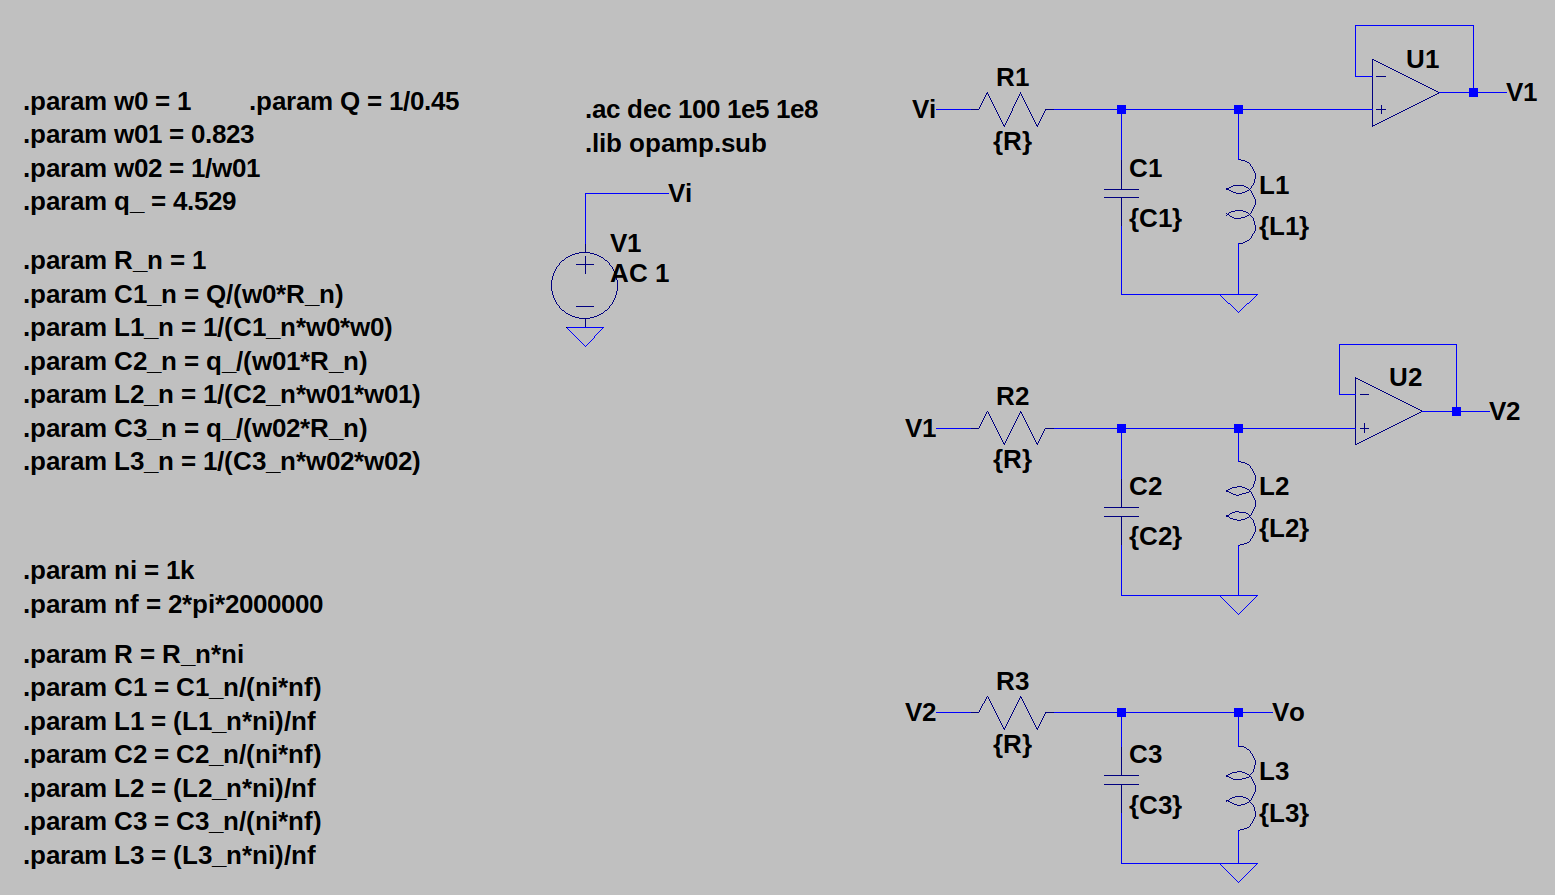 .param w0 = 1 .param Q = 1/0.45
.param w01 = 0.823
.param w02 = 1/w01
.param q_ = 4.529
.param R_n = 1
.param C1_n = Q/(w0*R_n)
.param L1_n = 1/(C1_n*w0*w0)
.param C2_n = q_/(w01*R_n)
.param L2_n = 1/(C2_n*w01*w01)
.param C3_n = q_/(w02*R_n)
.param L3_n = 1/(C3_n*w02*w02)
.param ni = 1k
.param nf = 2*pi*2000000
.param R = R_n*ni
.param C1 = C1_n/(ni*nf)
.param L1 = (L1_n*ni)/nf
.param C2 = C2_n/(ni*nf)
.param L2 = (L2_n*ni)/nf
.param C3 = C3_n/(ni*nf)
.param L3 = (L3_n*ni)/nf
.ac dec 100 1e5 1e8
.lib opamp.sub
Vi
V1
AC 1
U1
R1
Vi
V1
{R}
C1
L1
{C1}
{L1}
U2
R2
V1
V2
{R}
C2
L2
{C2}
{L2}
R3
V2
Vo
{R}
C3
L3
{C3}
{L3}